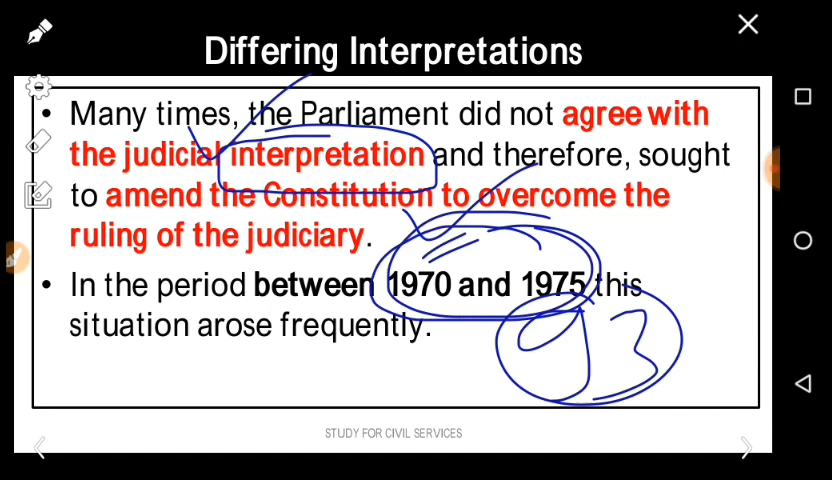 Differing Interpretations
• Many times, the Parliament did not agree with
the judicial interpretation and therefore, sought
to amend the Constitution to overcome the
ruling of the judiciary.
• In the period between 1970 and 1975 this
situation arose frequently.
93
STUDY FOR CIVIL SERVICES